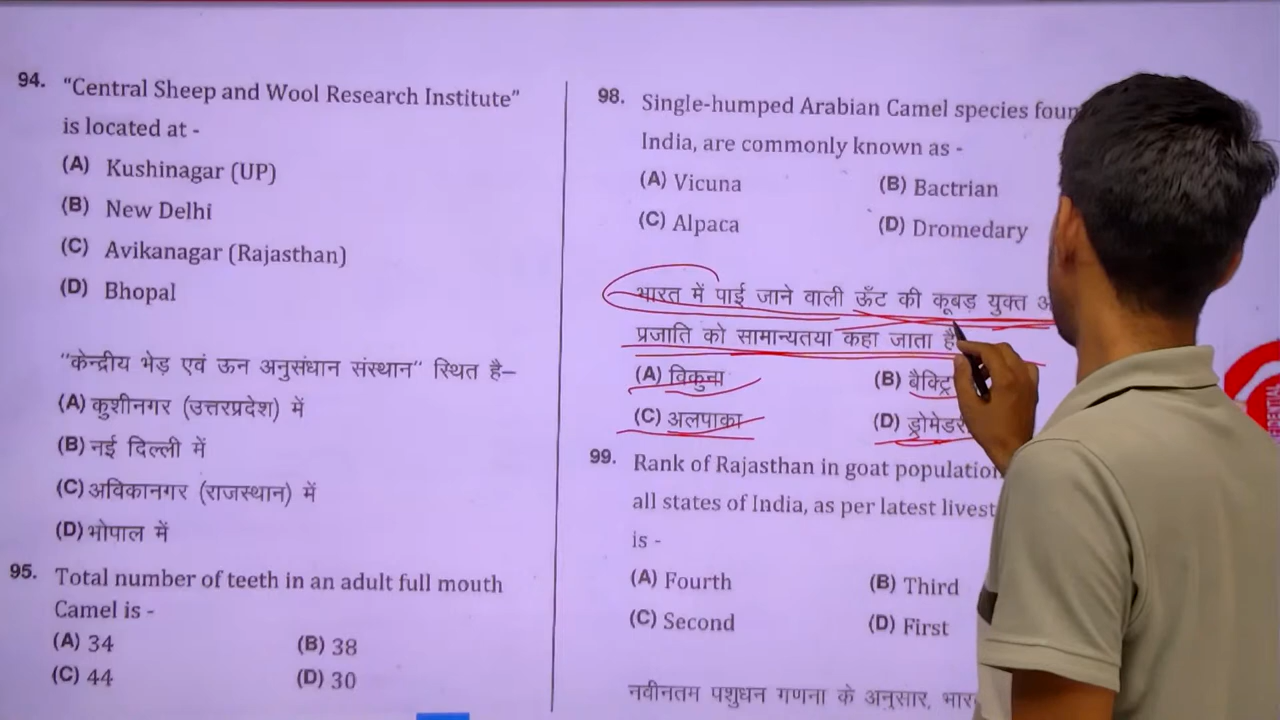 94. "Central Sheep and Wool Research Institute"
is located at -
(A) Kushinagar (UP)
(B) New Delhi
(C) Avikanagar (Rajasthan)
(D) Bhopal
"केन्द्रीय भेड़ एवं ऊन अनुसंधान संस्थान" स्थित है–
(A) कुशीनगर (उत्तरप्रदेश) में
(B) नई दिल्ली में
(C) अविकानगर (राजस्थान) में
(D) भोपाल में
95. Total number of teeth in an adult full mouth
Camel is -
(A) 34 (B) 38
(C) 44 (D) 30
98. Single-humped Arabian Camel species
India, are commonly known as -
(A) Vicuna (B) Bactrian
(C) Alpaca (D) Dromedary
भारत में पाई जाने वाली ऊँट की कूबड़ युक्त
प्रजाति को सामान्यतया कहा जाता है
(A) विकुना (B)
(C) अलपाका (D)
99. Rank of Rajasthan in goat
all states of India, as per latest
is -
(A) Fourth (B) Third
(C) Second (D) First
नवीनतम पशुधन गणना के अनुसार,